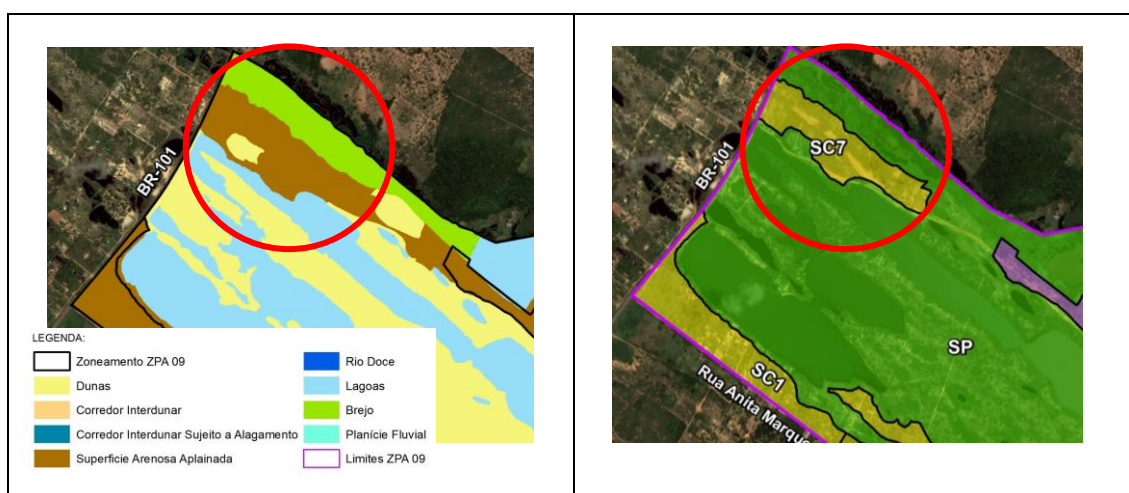 BR-101
LEGENDA:
Zoneamento ZPA 09
Dunas
Corredor Interdunar
Corredor Interdunar Sujeito a Alagamento
Superfície Arenosa Aplainada
Rio Doce
Lagoas
Brejo
Planície Fluvial
Limites ZPA 09
BR-101
SC7
SP
SC1
Rua Anita Marque